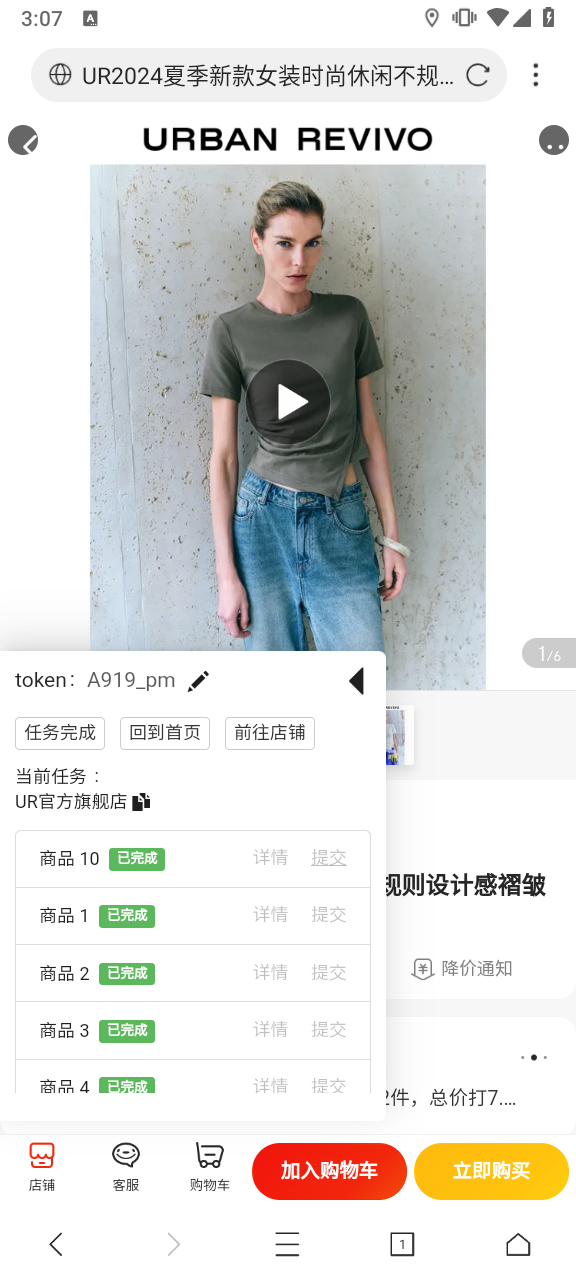 3:07
A
UR2024夏季新款女装时尚休闲不规...
URBAN REVIVO
1/6
token: A919_pm
任务完成
回到首页
前往店铺
当前任务：
UR官方旗舰店
商品 10 已完成 详情 提交
商品 1 已完成 详情 提交
商品 2 已完成 详情 提交
商品 3 已完成 详情 提交
商品 4 已完成 详情 提交
规则设计感褶皱
降价通知
2件，总价打7....
店铺
客服
购物车
加入购物车
立即购买
1